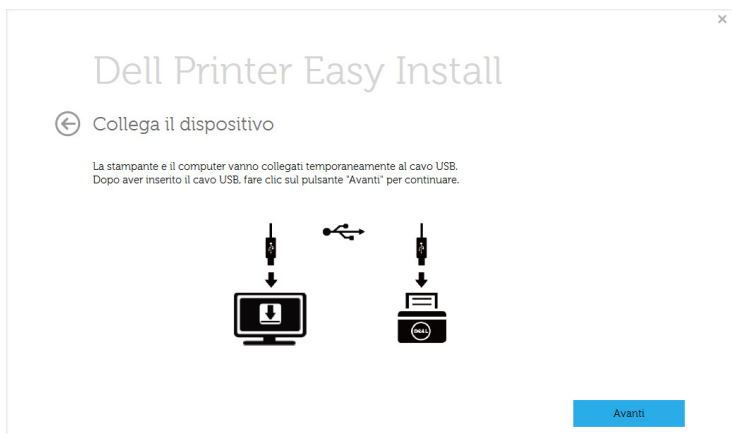 Dell Printer Easy Install
Collega il dispositivo
La stampante e il computer vanno collegati temporaneamente al cavo USB.
Dopo aver inserito il cavo USB, fare clic sul pulsante "Avanti" per continuare.
DELL
Avanti